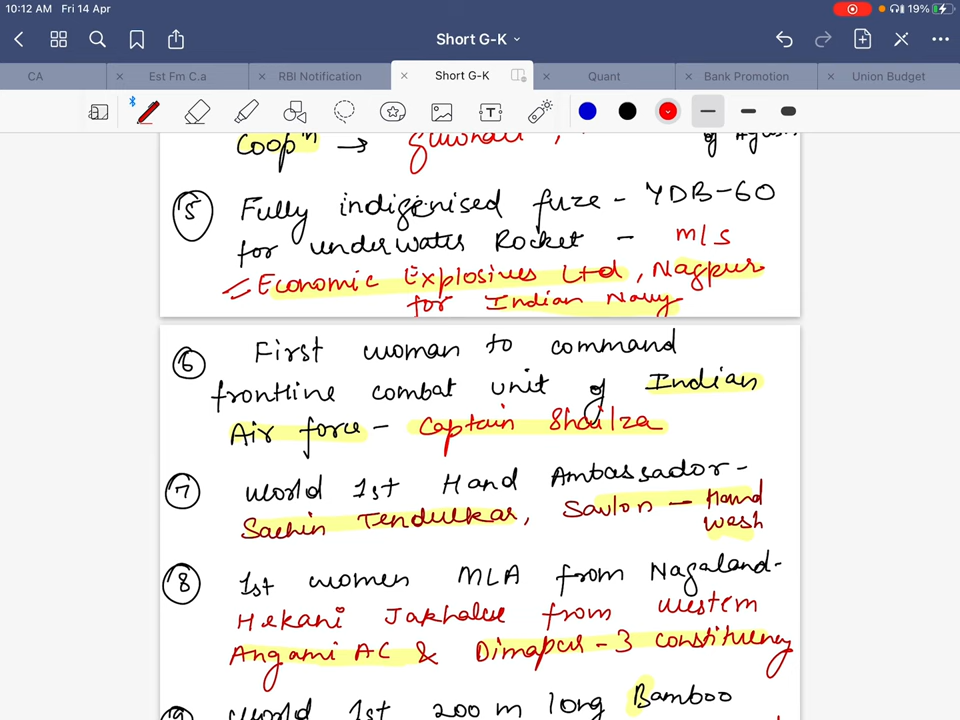 10:12 AM Fri 14 Apr
19%
Short G-K
CA
Est Fm C.a
RBI Notification
Short G-K
Quant
Bank Promotion
Union Budget
Coopⁿ →
of
5 Fully indigenised fuze - YDB-60
for underwater Rocket - M/s
= Economic Explosives Ltd, Nagpur
for Indian Navy
6 First woman to command
frontline combat unit of Indian
Air force - Captain Shailza
7 World 1st Hand Ambassador-
Sachin Tendulkar, Savlon - Hand
wash
8 1st women MLA from Nagaland-
Hekani Jakhalu from western
Angami AC & Dimapur-3 constituency
World 1st 200 m long Bamboo